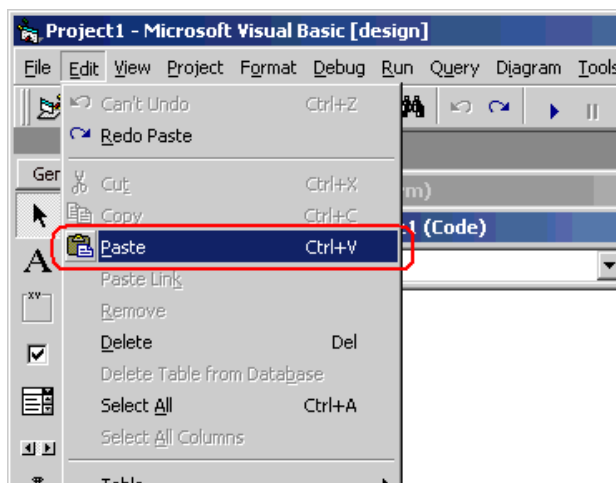 Project1 - Microsoft Visual Basic [design]
File Edit View Project Format Debug Run Query Diagram Tools
Can't Undo Ctrl+Z
Redo Paste
Cut Ctrl+X
Copy Ctrl+C
Paste Ctrl+V
1 (Code)
A
Paste Link
xy
Remove
Delete Del
Delete Table from Database
Select All Ctrl+A
Select All Columns
Table